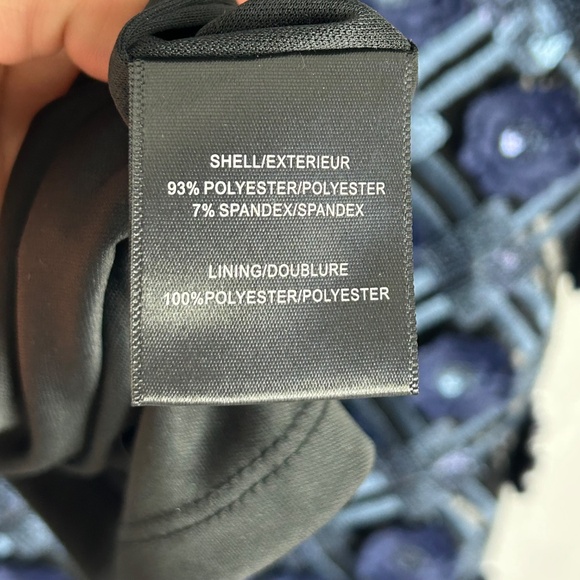 SHELL/EXTERIEUR
93% POLYESTER/POLYESTER
7% SPANDEX/SPANDEX
LINING/DOUBLURE
100%POLYESTER/POLYESTER